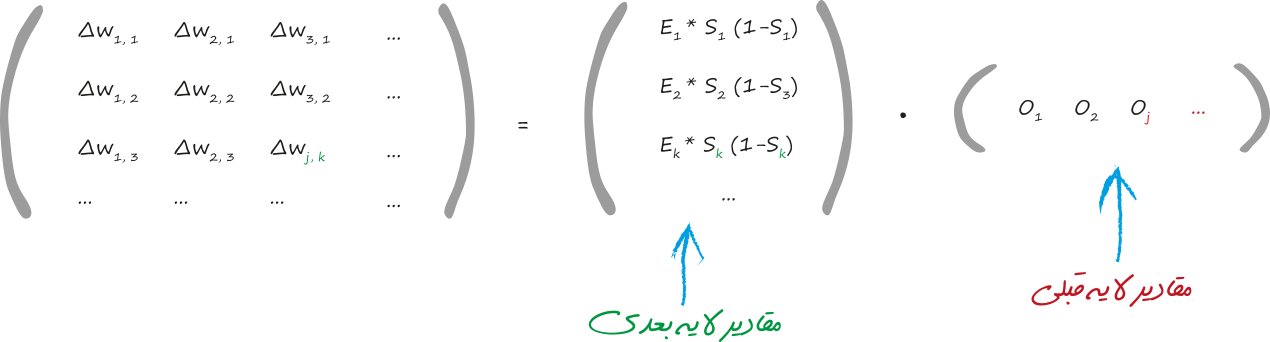 Δw1,1 Δw2,1 Δw3,1 ... E1 * S1 (1-S1)
Δw1,2 Δw2,2 Δw3,2 ... E2 * S2 (1-S3) O1 O2 Oj ...
= .
Δw1,3 Δw2,3 Δwj,k ... Ek * Sk (1-Sk)
... ... ... ... ...
مقادیر لایه قبلی
مقادیر لایه بعدی